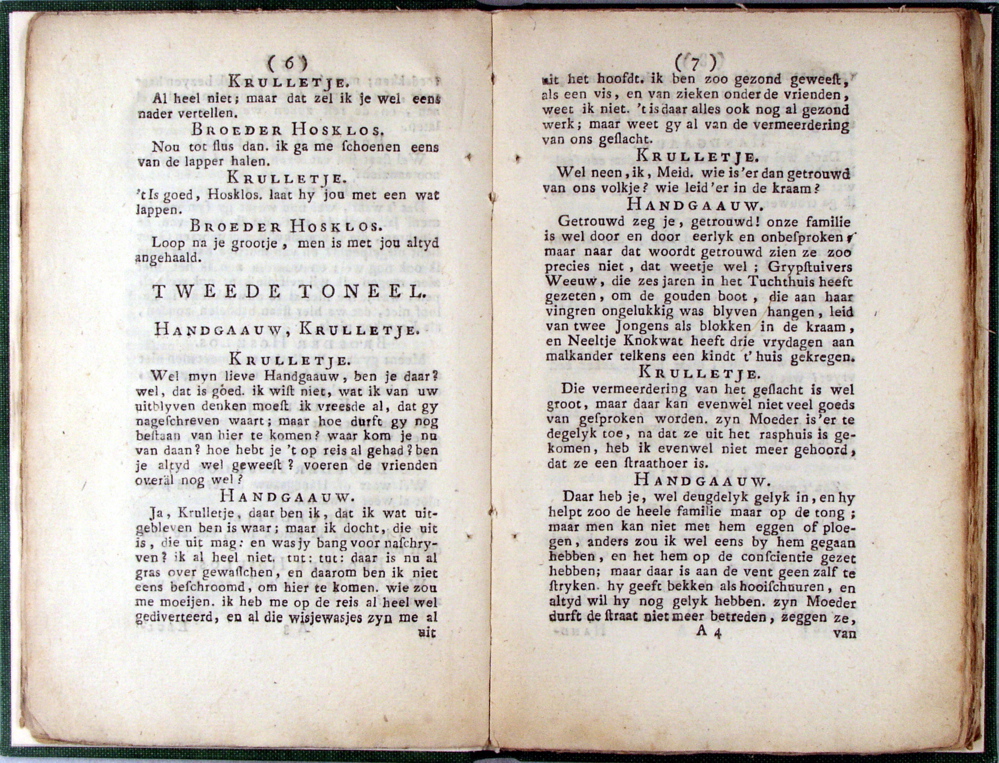 (6)
KRULLETJE.
Al heel niet; maar dat zel ik je wel eens
nader vertellen.
BROEDER HOSKLOS.
Nou tot ſlus dan. ik ga me ſchoenen eens
van de lapper halen.
KRULLETJE.
'tIs goed, Hosklos. laat hy jou met een wat
lappen.
BROEDER HOSKLOS.
Loop na je grootje, men is met jou altyd
angehaald.
TWEEDE TONEEL.
HANDGAAUW, KRULLETJE.
KRULLETJE.
Wel myn lieve Handgaauw, ben je daar?
wel, dat is goed. ik wiſt niet, wat ik van uw
uitblyven denken moeſt ik vreesde al, dat gy
nageſchreven waart; maar hoe durft gy nog
beſtaan van hier te komen? waar kom je nu
van daan? hoe hebt je 't op reis al gehad? ben
je altyd wel geweeſt? voeren de vrienden
overäl nog wel?
HANDGAAUW.
Ja, Krulletje, daar ben ik, dat ik wat uit-
gebleven ben is waar; maar ik docht, die uit
is, die uit mag: en was jy bang voor naſchry-
ven? ik al heel niet. tut: tut: daar is nu al
gras over gewaſſchen, en daarom ben ik niet
eens beſchroomd, om hier te komen. wie zou
me moeijen. ik heb me op de reis al heel wel
gediverteerd, en al die wisjewasjes zyn me al
uit
(7)
uit het hoofdt. ik ben zoo gezond geweeſt,
als een vis, en van zieken onder de vrienden,
weet ik niet. 't is daar alles ook nog al gezond
werk; maar weet gy al van de vermeerdering
van ons geſlacht.
KRULLETJE.
Wel neen, ik, Meid. wie is'er dan getrouwd
van ons volkje? wie leid'er in de kraam?
HANDGAAUW.
Getrouwd zeg je, getrouwd! onze familie
is wel door en door eerlyk en onbeſproken;
maar naar dat woordt getrouwd zien ze zoo
precies niet, dat weetje wel; Grypſtuivers
Weeuw, die zes jaren in het Tuchthuis heeft
gezeten, om de gouden boot, die aan haar
vingren ongelukkig was blyven hangen, leid
van twee Jongens als blokken in de kraam,
en Neeltje Knokwat heeft drie vrydagen aan
malkander telkens een kindt t'huis gekregen.
KRULLETJE.
Die vermeerdering van het geſlacht is wel
groot, maar daar kan evenwel niet veel goeds
van geſproken worden. zyn Moeder is'er te
degelyk toe, na dat ze uit het rasphuis is ge-
komen, heb ik evenwel niet meer gehoord,
dat ze een ſtraathoer is.
HANDGAAUW.
Daar heb je, wel deugdelyk gelyk in, en hy
helpt zoo de heele familie maar op de tong;
maar men kan niet met hem eggen of ploe-
gen, anders zou ik wel eens by hem gegaan
hebben, en het hem op de conſcientie gezet
hebben; maar daar is aan de vent geen zalf te
ſtryken. hy geeft bekken als hooiſchuuren, en
altyd wil hy nog gelyk hebben. zyn Moeder
durft de ſtraat niet meer betreden, zeggen ze,
A 4 van